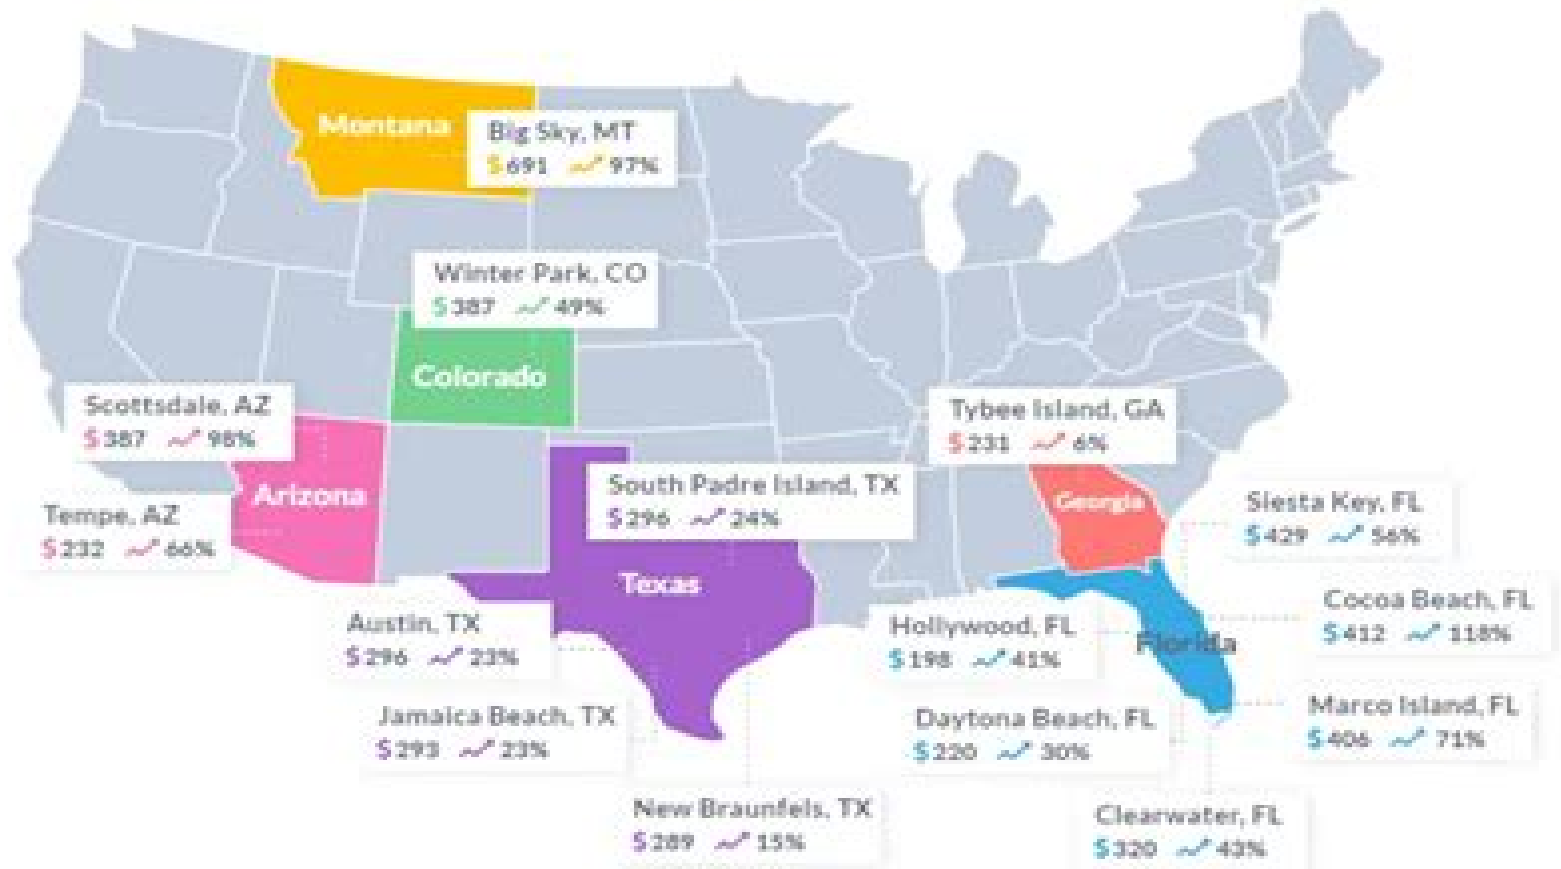 Montana
Big Sky, MT
$691 97%
Winter Park, CO
$387 49%
Colorado
Scottsdale, AZ
$387 98%
Tybee Island, GA
$231 6%
Arizona
South Padre Island, TX
$296 24%
Georgia
Siesta Key, FL
$429 56%
Tempe, AZ
$232 66%
Texas
Austin, TX
$296 23%
Hollywood, FL
$198 41%
Florida
Cocoa Beach, FL
$412 118%
Jamaica Beach, TX
$293 23%
Daytona Beach, FL
$220 30%
Marco Island, FL
$406 71%
New Braunfels, TX
$289 15%
Clearwater, FL
$320 43%